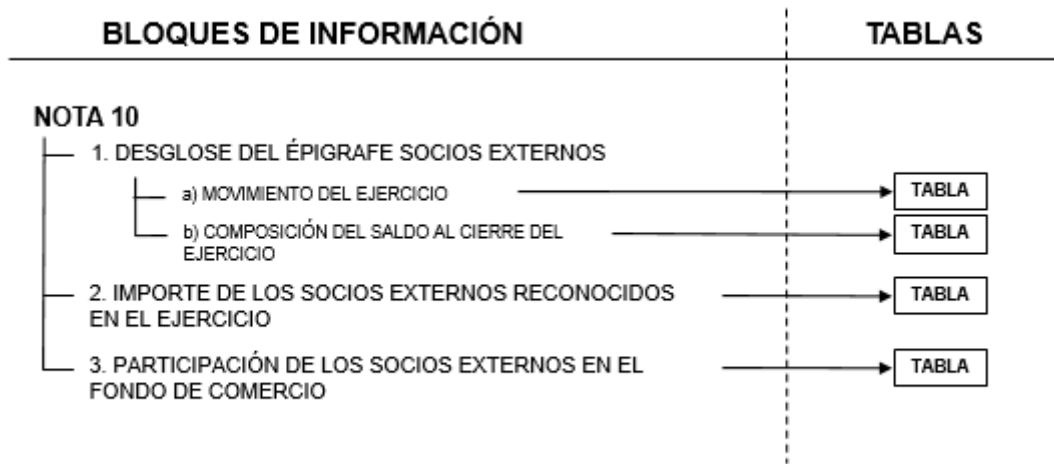 BLOQUES DE INFORMACIÓN
TABLAS
NOTA 10
1. DESGLOSE DEL ÉPIGRAFE SOCIOS EXTERNOS
a) MOVIMIENTO DEL EJERCICIO
TABLA
b) COMPOSICIÓN DEL SALDO AL CIERRE DEL
EJERCICIO
TABLA
2. IMPORTE DE LOS SOCIOS EXTERNOS RECONOCIDOS
EN EL EJERCICIO
TABLA
3. PARTICIPACIÓN DE LOS SOCIOS EXTERNOS EN EL
FONDO DE COMERCIO
TABLA